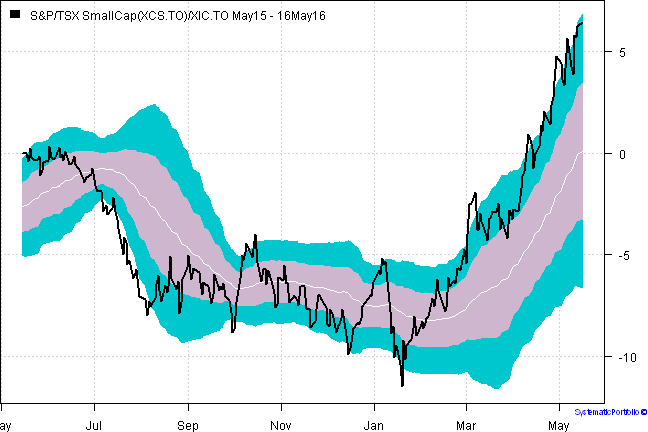 S&P/TSX SmallCap(XCS.TO)/XIC.TO May15 - 16May16
5
0
-5
-10
ay Jul Sep Nov Jan Mar May
SystematicPortfolio ©